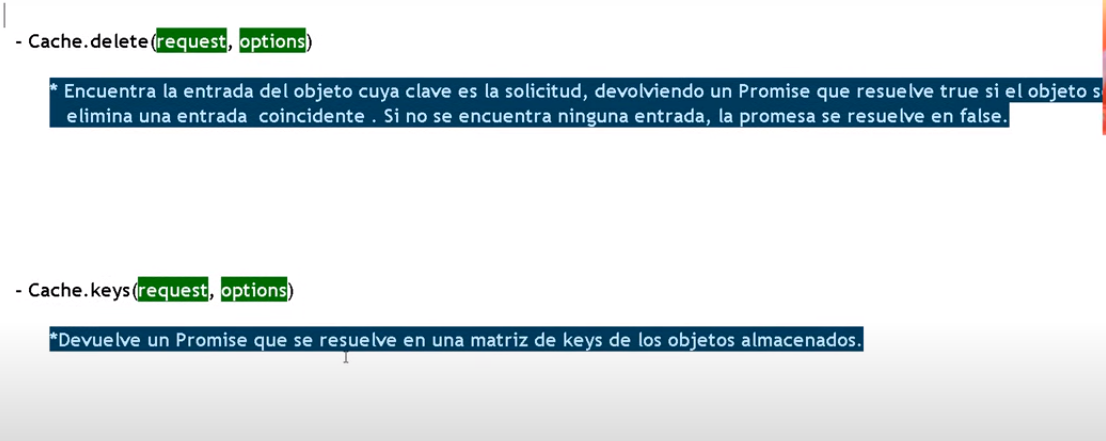 - Cache.delete(request, options)
* Encuentra la entrada del objeto cuya clave es la solicitud, devolviendo un Promise que resuelve true si el objeto
elimina una entrada coincidente . Si no se encuentra ninguna entrada, la promesa se resuelve en false.
- Cache.keys(request, options)
*Devuelve un Promise que se resuelve en una matriz de keys de los objetos almacenados.